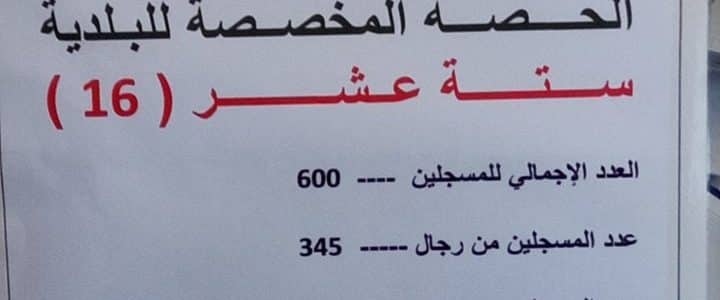 الحصة المخصصة للبلدية
ستة عشر ( 16 )
العدد الإجمالي للمسجلين ---- 600
عدد المسجلين من رجال ----- 345